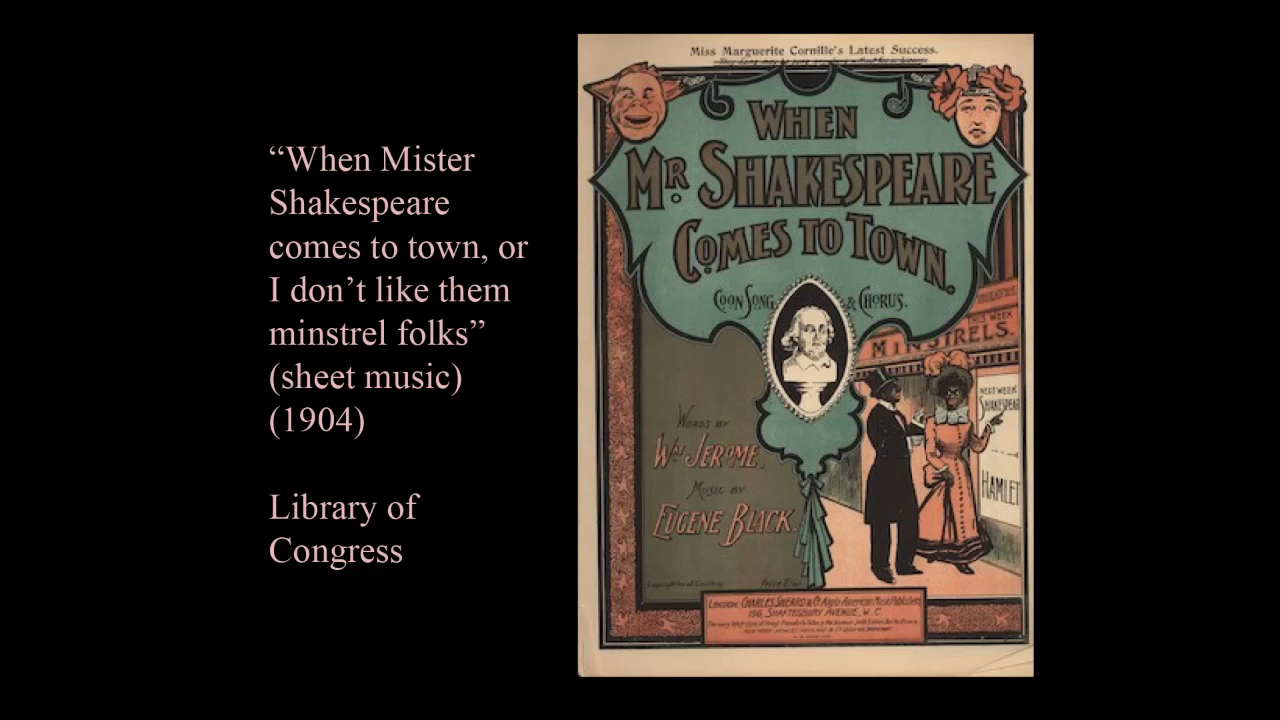 “When Mister
Shakespeare
comes to town, or
I don’t like them
minstrel folks”
(sheet music)
(1904)
Library of
Congress
Miss Marguerite Cornille's Latest Success.
WHEN
MR. SHAKESPEARE
COMES TO TOWN.
COON SONG & CHORUS.
THIS WEEK
MINSTRELS.
NEXT WEEK
SHAKESPEAR
HAMLET
WORDS BY
WM JEROME.
MUSIC BY
EUGENE BLACK.
LONDON: CHARLES SHEARD & Co. Anglo-American Music Publishers
196, SHAFTESBURY AVENUE, W. C.